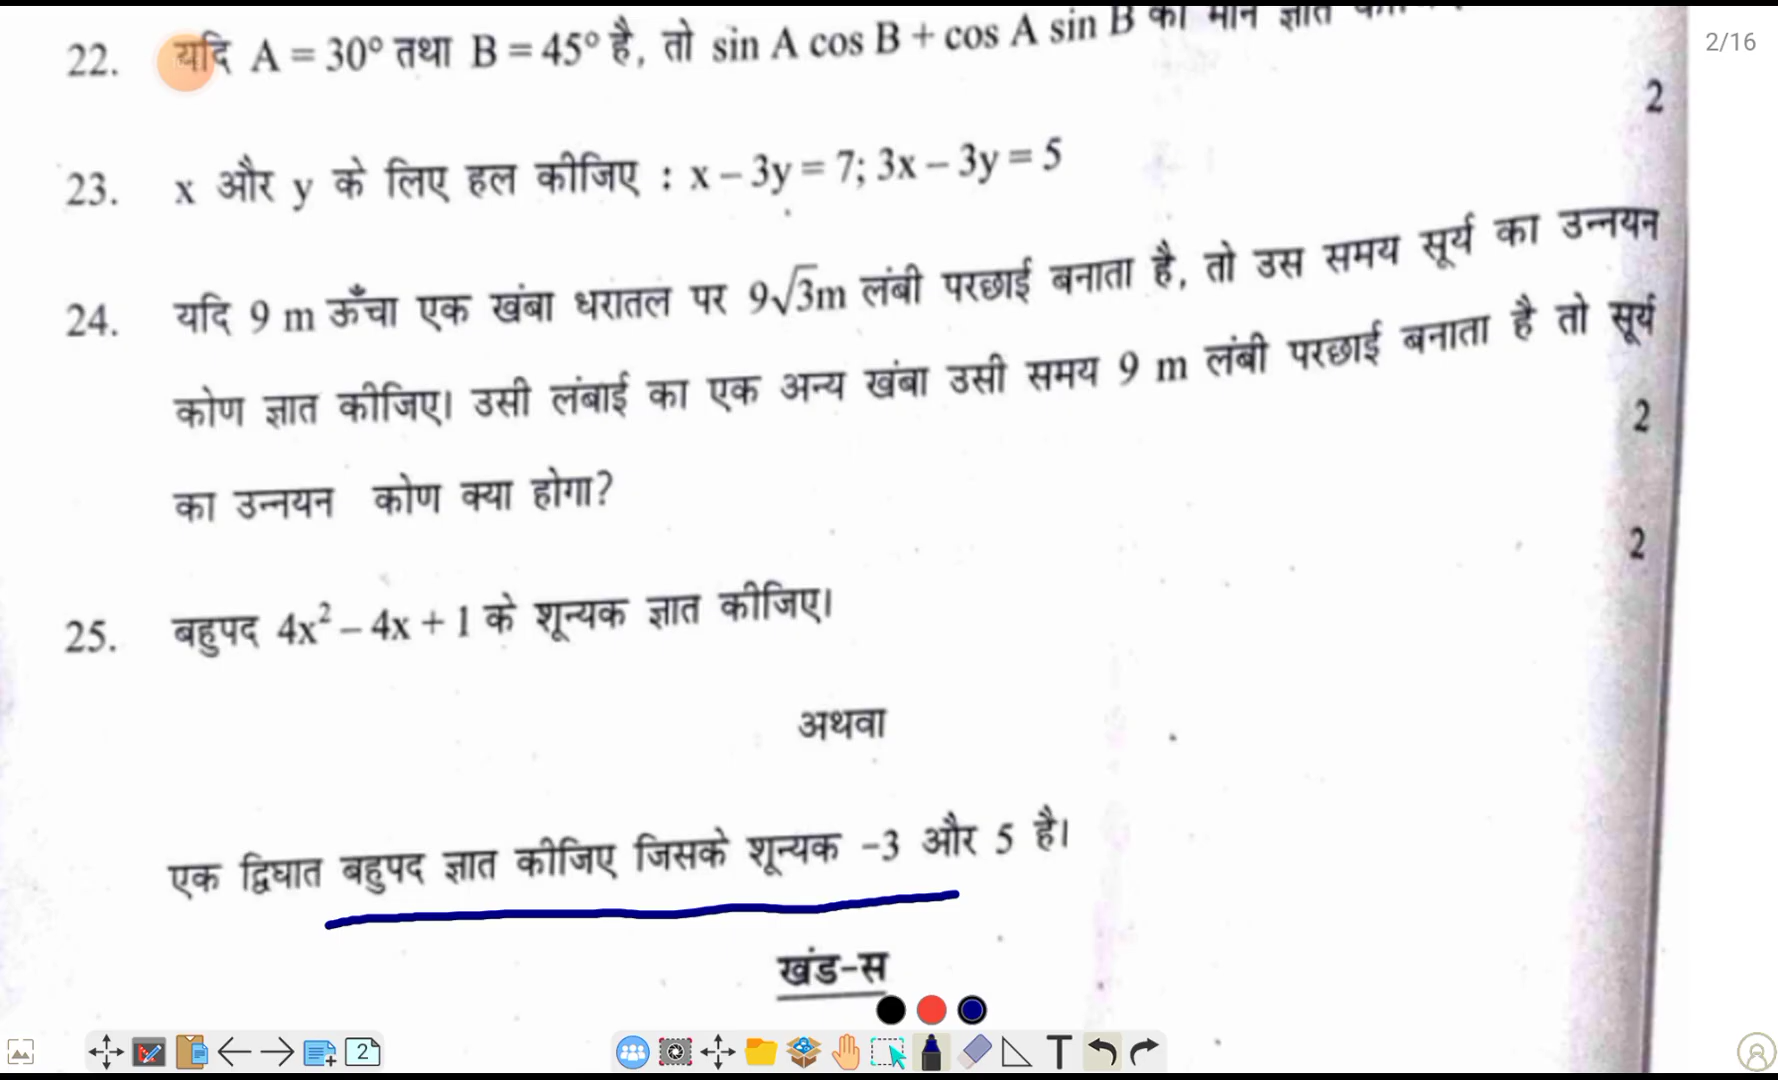 2/16
22. यदि A = 30° तथा B = 45° है, तो sin A cos B + cos A sin B का मान ज्ञात
2
23. x और y के लिए हल कीजिए : x – 3y = 7; 3x – 3y = 5
24. यदि 9 m ऊँचा एक खंबा धरातल पर 9√3m लंबी परछाई बनाता है, तो उस समय सूर्य का उन्नयन
कोण ज्ञात कीजिए। उसी लंबाई का एक अन्य खंबा उसी समय 9 m लंबी परछाई बनाता है तो सूर्य
2
का उन्नयन कोण क्या होगा?
2
25. बहुपद 4x² – 4x + 1 के शून्यक ज्ञात कीजिए।
अथवा
एक द्विघात बहुपद ज्ञात कीजिए जिसके शून्यक -3 और 5 है।
खंड-स
2
T